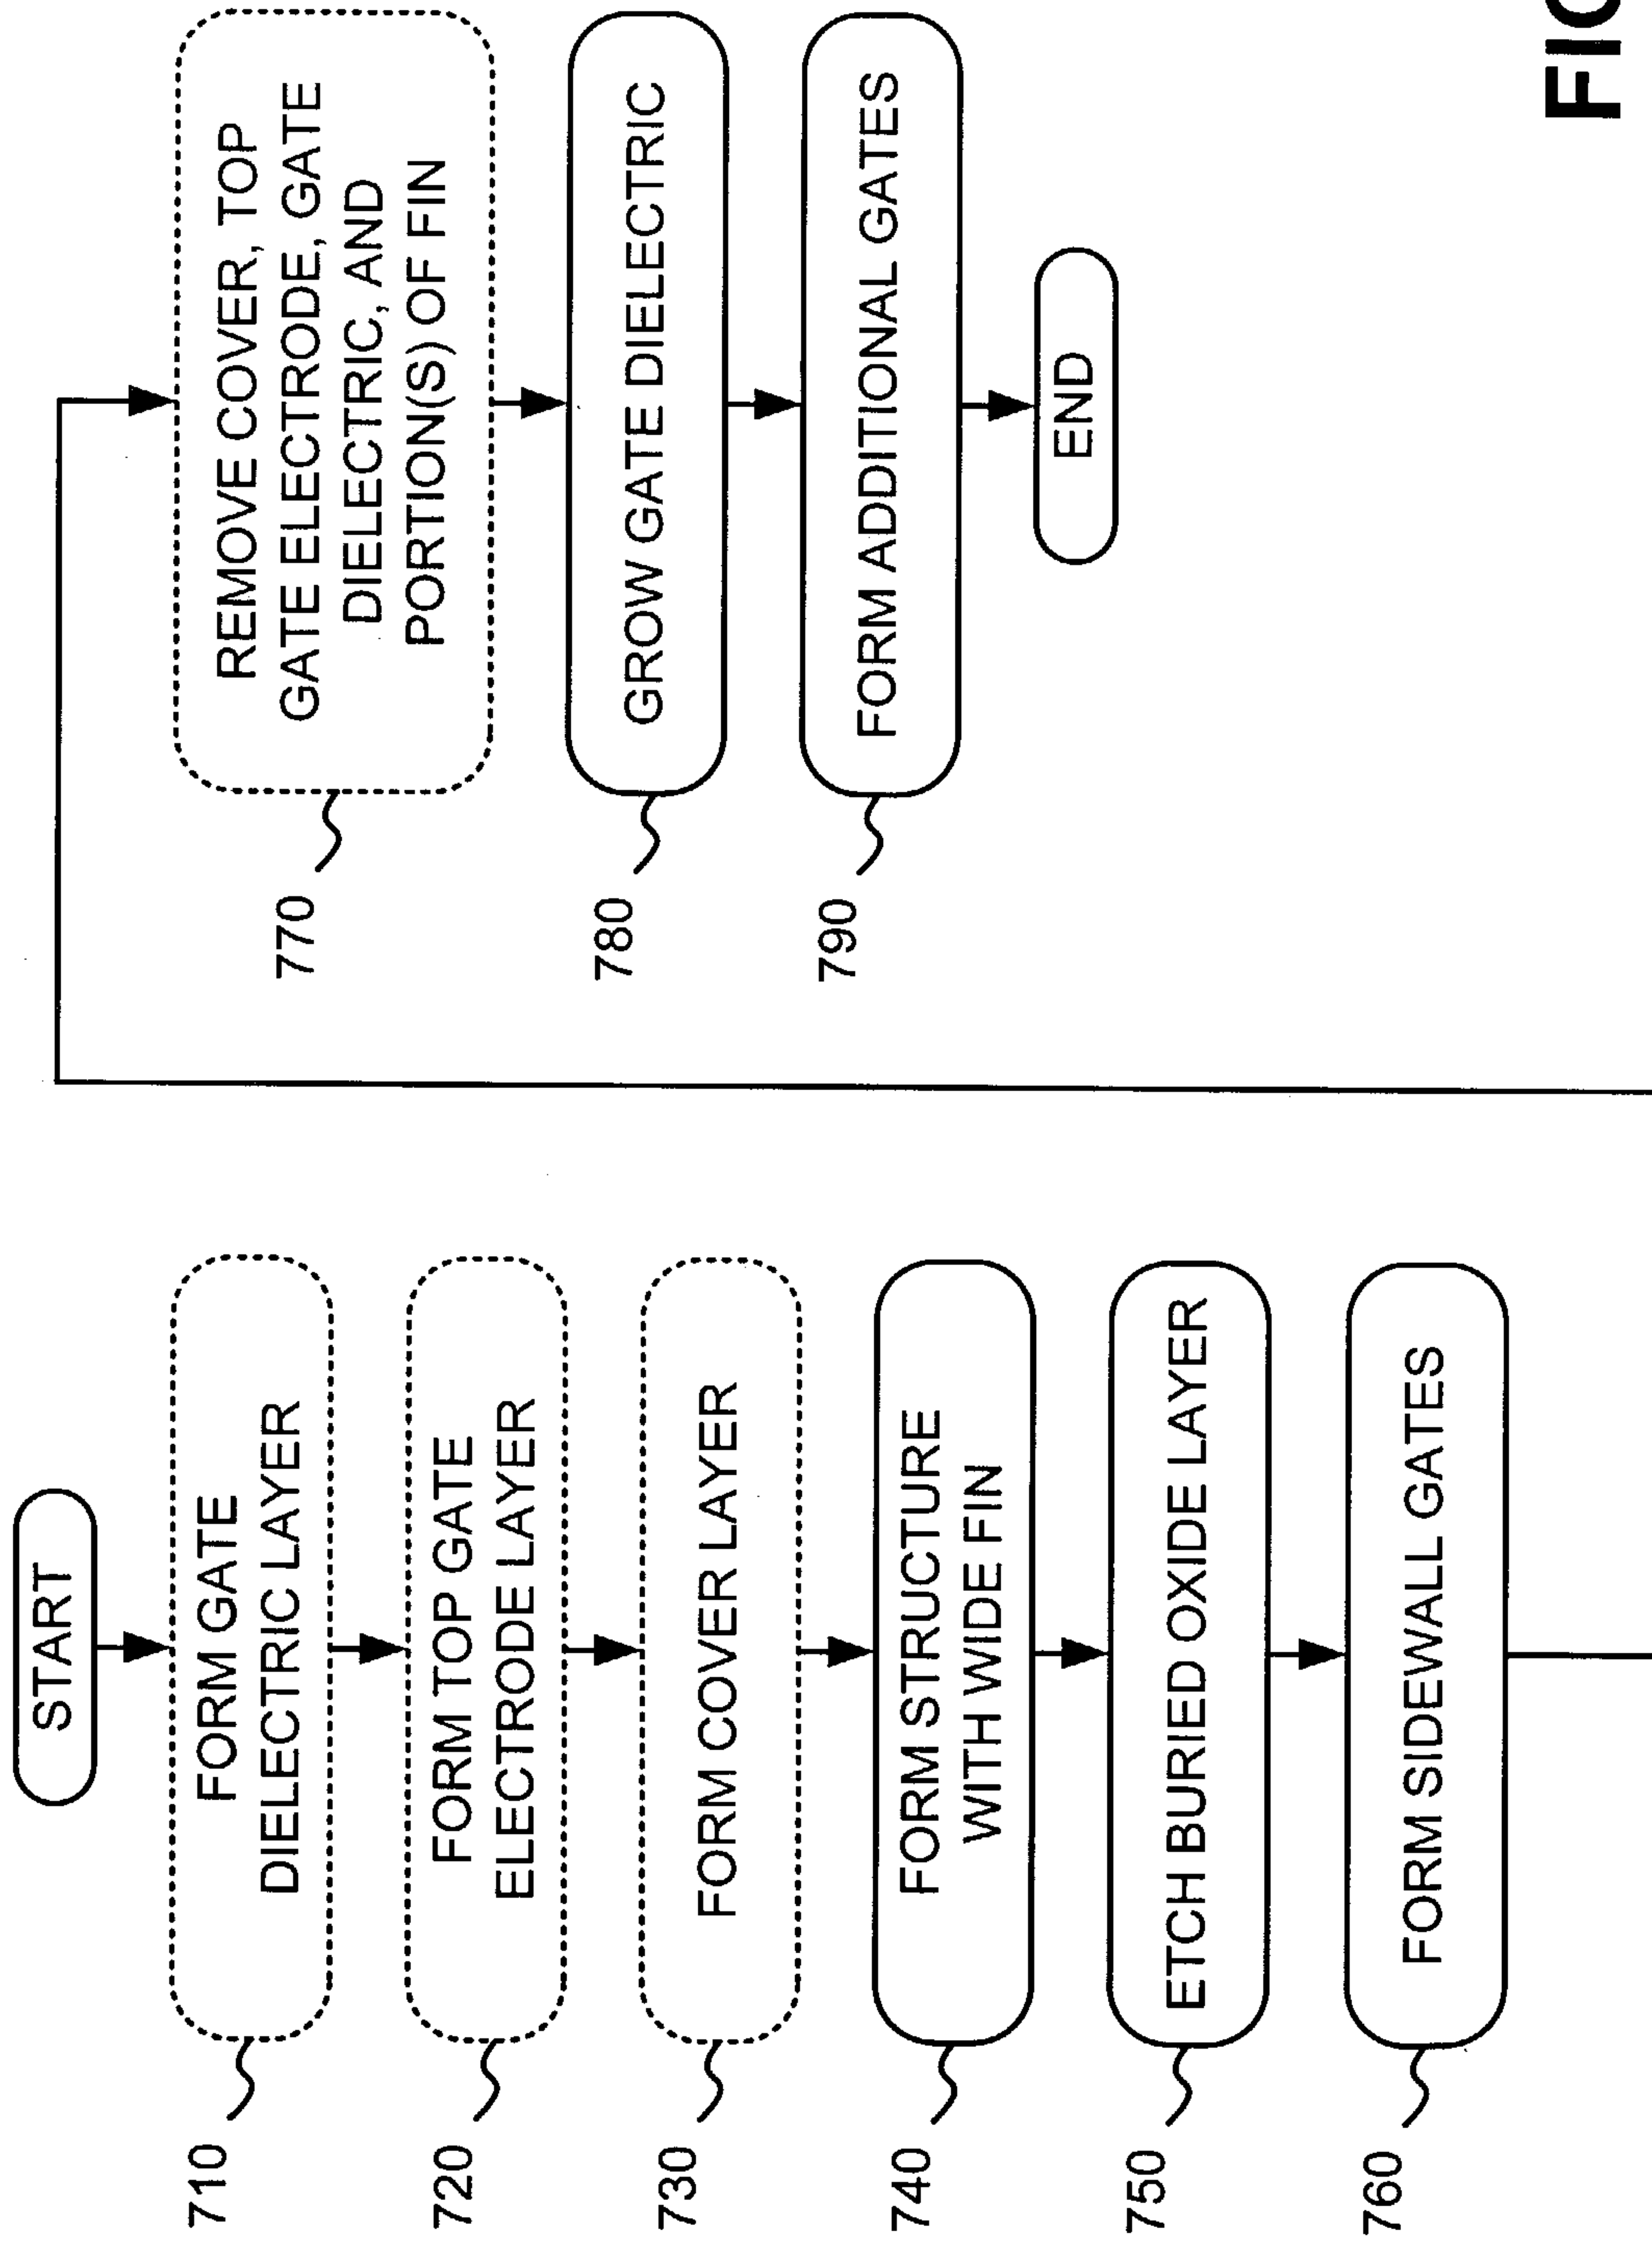 START
710
FORM GATE
DIELECTRIC LAYER
720
FORM TOP GATE
ELECTRODE LAYER
730
FORM COVER LAYER
740
FORM STRUCTURE
WITH WIDE FIN
750
ETCH BURIED OXIDE LAYER
760
FORM SIDEWALL GATES
770
REMOVE COVER, TOP
GATE ELECTRODE, GATE
DIELECTRIC, AND
PORTION(S) OF FIN
780
GROW GATE DIELECTRIC
790
FORM ADDITIONAL GATES
END